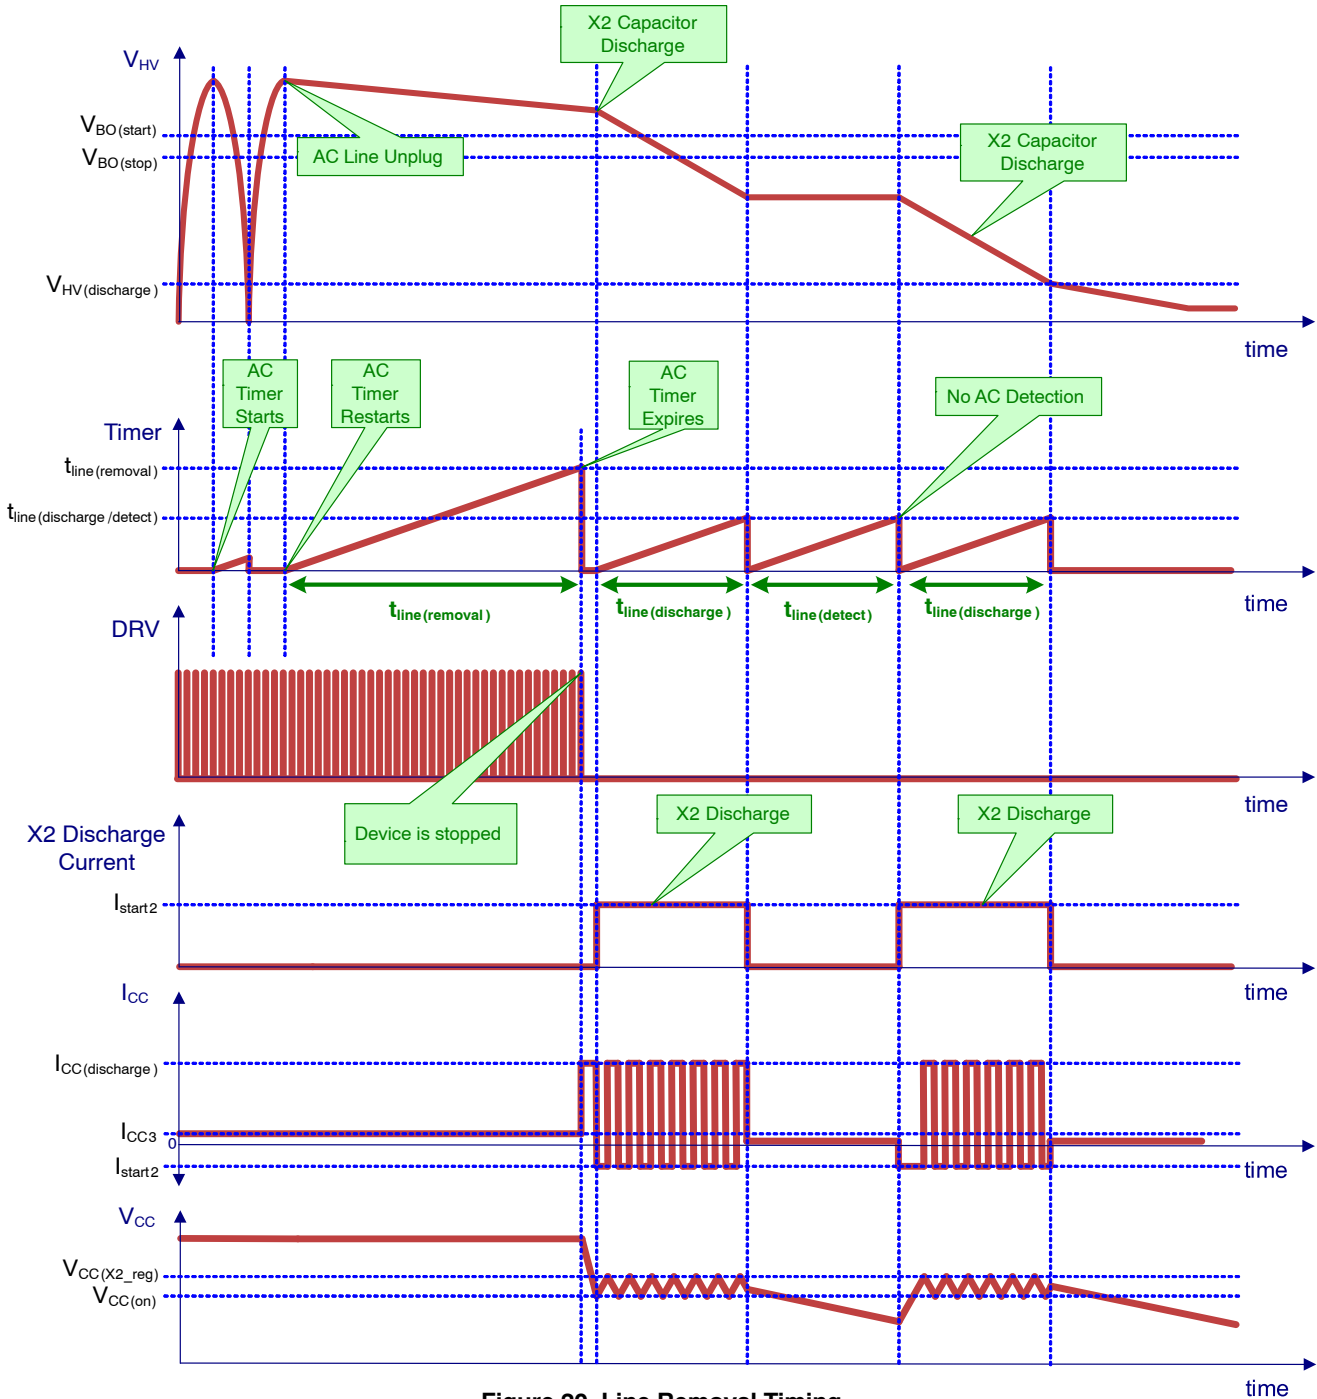 X2 Capacitor
Discharge
VHV
VBO(start)
VBO(stop)
AC Line Unplug
X2 Capacitor
Discharge
VHV(discharge)
time
AC
Timer
Starts
AC
Timer
Restarts
AC
Timer
Expires
No AC Detection
Timer
tline(removal)
tline(discharge/detect)
tline(removal)
tline(discharge)
tline(detect)
tline(discharge)
time
DRV
Device is stopped
time
X2 Discharge
X2 Discharge
X2 Discharge
Current
Istart2
time
ICC
ICC(discharge)
ICC3
0
Istart2
time
VCC
VCC(X2_reg)
VCC(on)
time